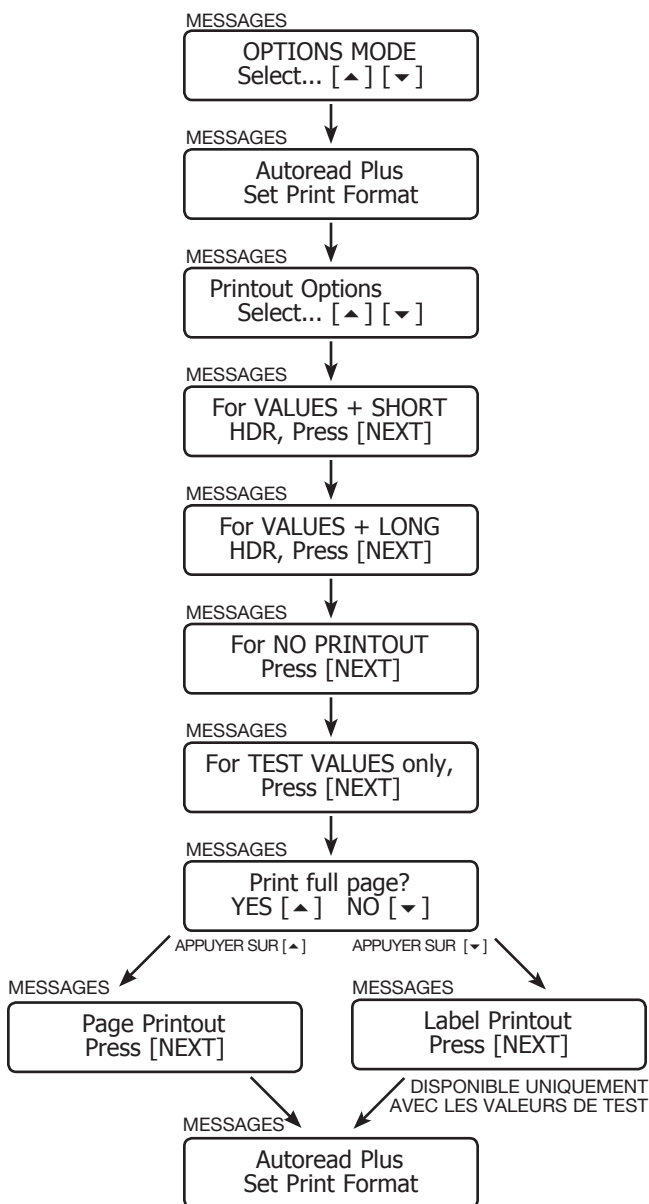 MESSAGES
OPTIONS MODE
Select... [▲] [▼]
MESSAGES
Autoread Plus
Set Print Format
MESSAGES
Printout Options
Select... [▲] [▼]
MESSAGES
For VALUES + SHORT
HDR, Press [NEXT]
MESSAGES
For VALUES + LONG
HDR, Press [NEXT]
MESSAGES
For NO PRINTOUT
Press [NEXT]
MESSAGES
For TEST VALUES only,
Press [NEXT]
MESSAGES
Print full page?
YES [▲] NO [▼]
APPUYER SUR [▲]
APPUYER SUR [▼]
MESSAGES
Page Printout
Press [NEXT]
MESSAGES
Label Printout
Press [NEXT]
DISPONIBLE UNIQUEMENT
AVEC LES VALEURS DE TEST
MESSAGES
Autoread Plus
Set Print Format